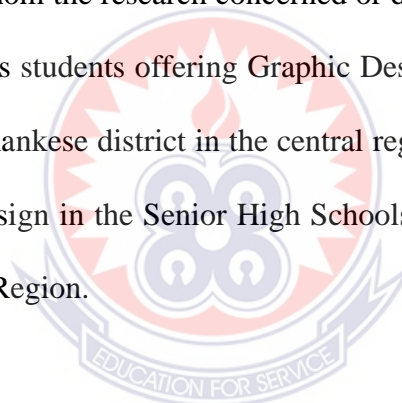 s students offering Graphic Des
ankese district in the central reg
sign in the Senior High Schools
Region.
EDUCATION FOR SERVICE